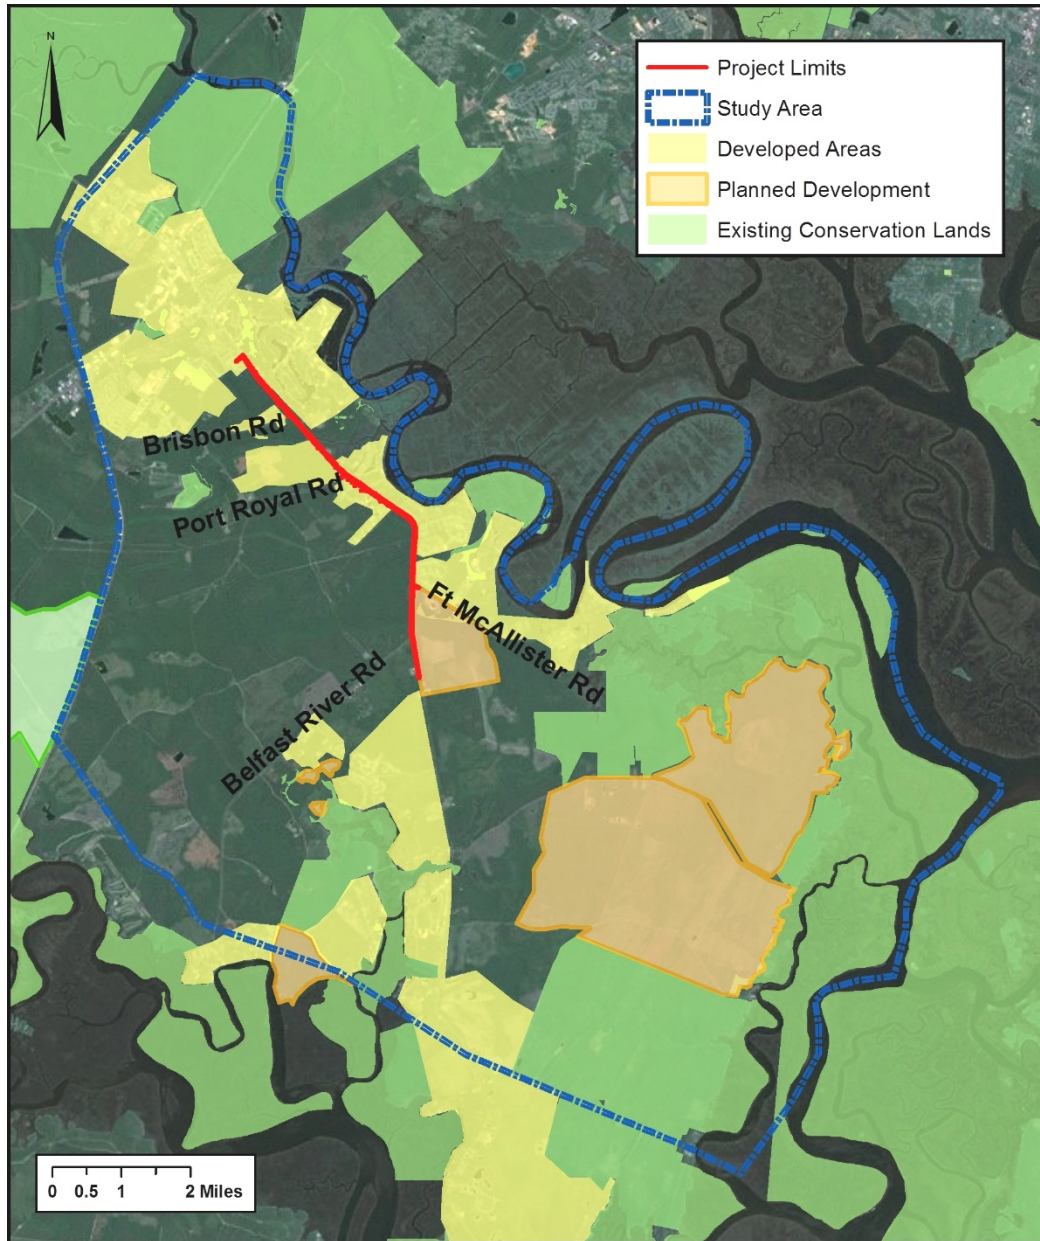 N
Project Limits
Study Area
Developed Areas
Planned Development
Existing Conservation Lands
Brisbon Rd
Port Royal Rd
Ft McAllister Rd
Belfast River Rd
0 0.5 1 2 Miles